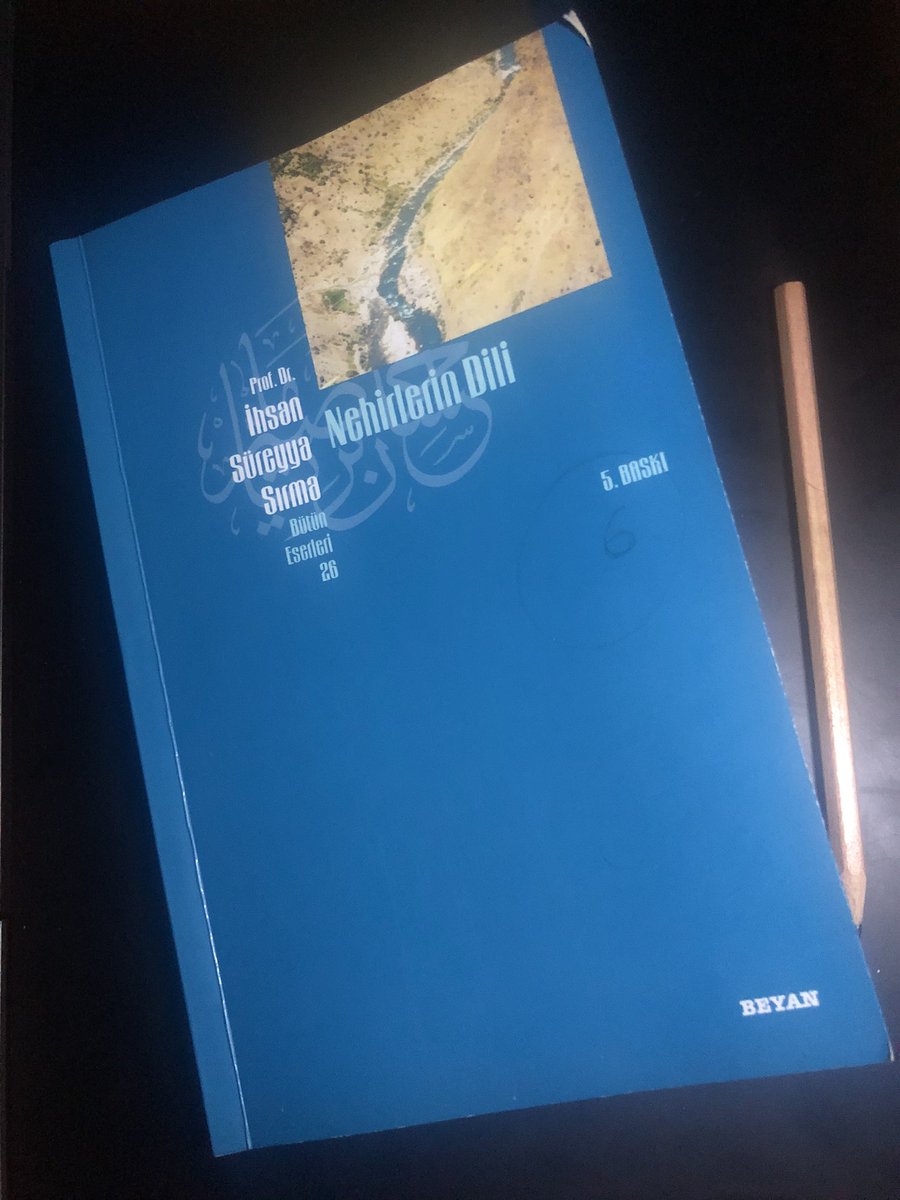 Prof. Dr.
İhsan
Süreyya
Sırma
Bütün
Eserleri
26
Nehirlerin Dili
5. BASKI
6
BEYAN